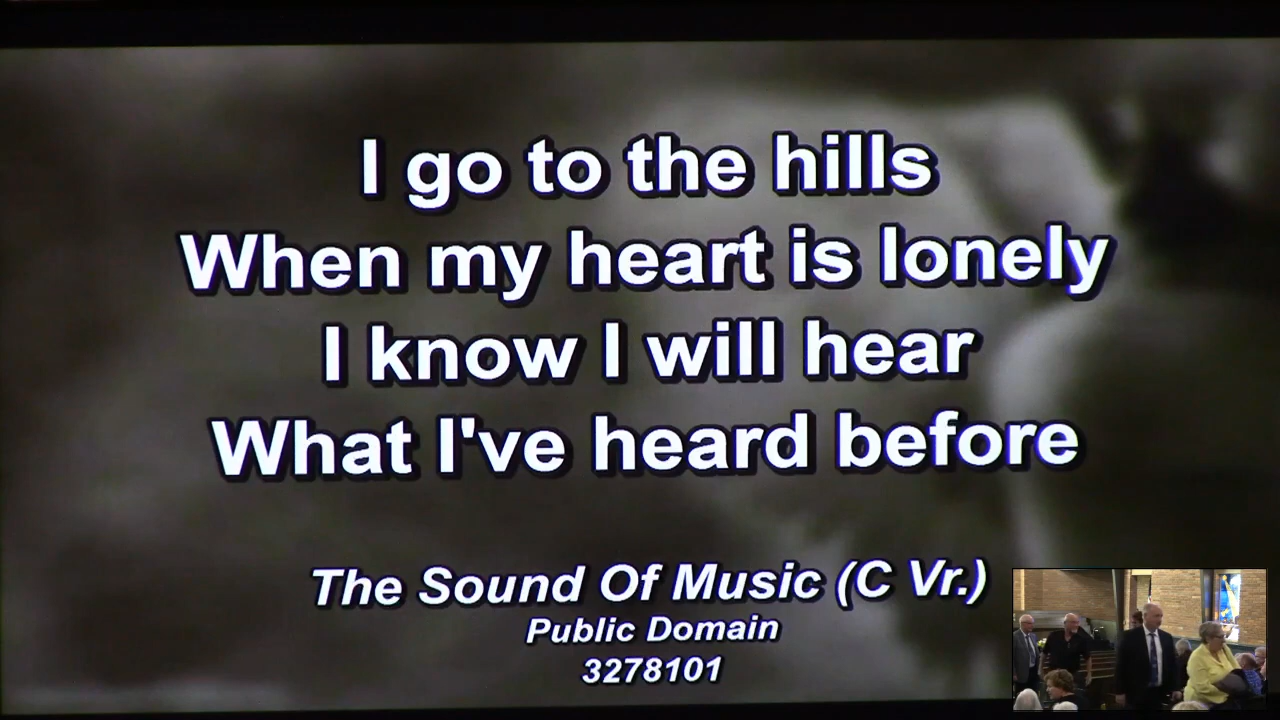 I go to the hills
When my heart is lonely
I know I will hear
What I've heard before
The Sound Of Music (C Vr.)
Public Domain
3278101